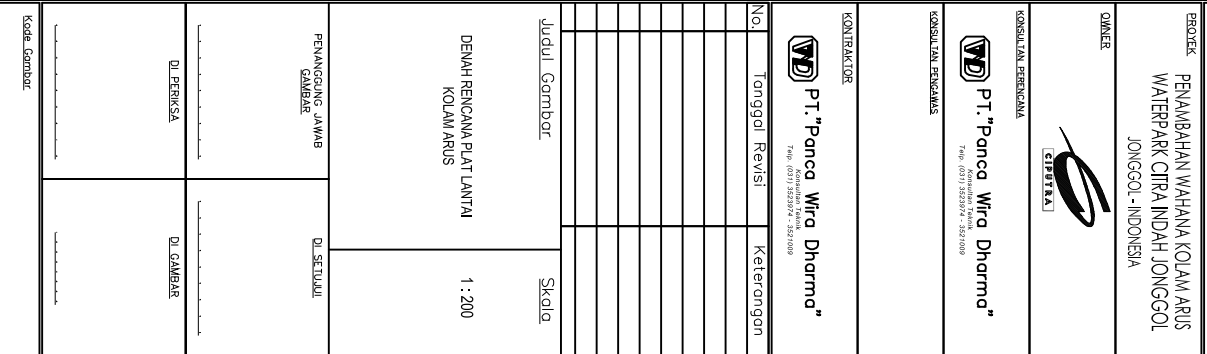 PROYEK
PENAMBAHAN WAHANA KOLAM ARUS
WATERPARK CITRA INDAH JONGGOL
JONGGOL - INDONESIA
OWNER
CIPUTRA
KONSULTAN PERENCANA
PT. "Panca Wira Dharma"
Konsultan Teknik
Telp. (031) 3523974 - 3521009
KONSULTAN PENGAWAS
KONTRAKTOR
PT. "Panca Wira Dharma"
Konsultan Teknik
Telp. (031) 3523974 - 3521009
No. Tanggal Revisi Keterangan
Judul Gambar Skala
DENAH RENCANA PLAT LANTAI 1 : 200
KOLAM ARUS
PENANGGUNG JAWAB
GAMBAR
DI SETUJUI
DI PERIKSA
DI GAMBAR
Kode Gambar